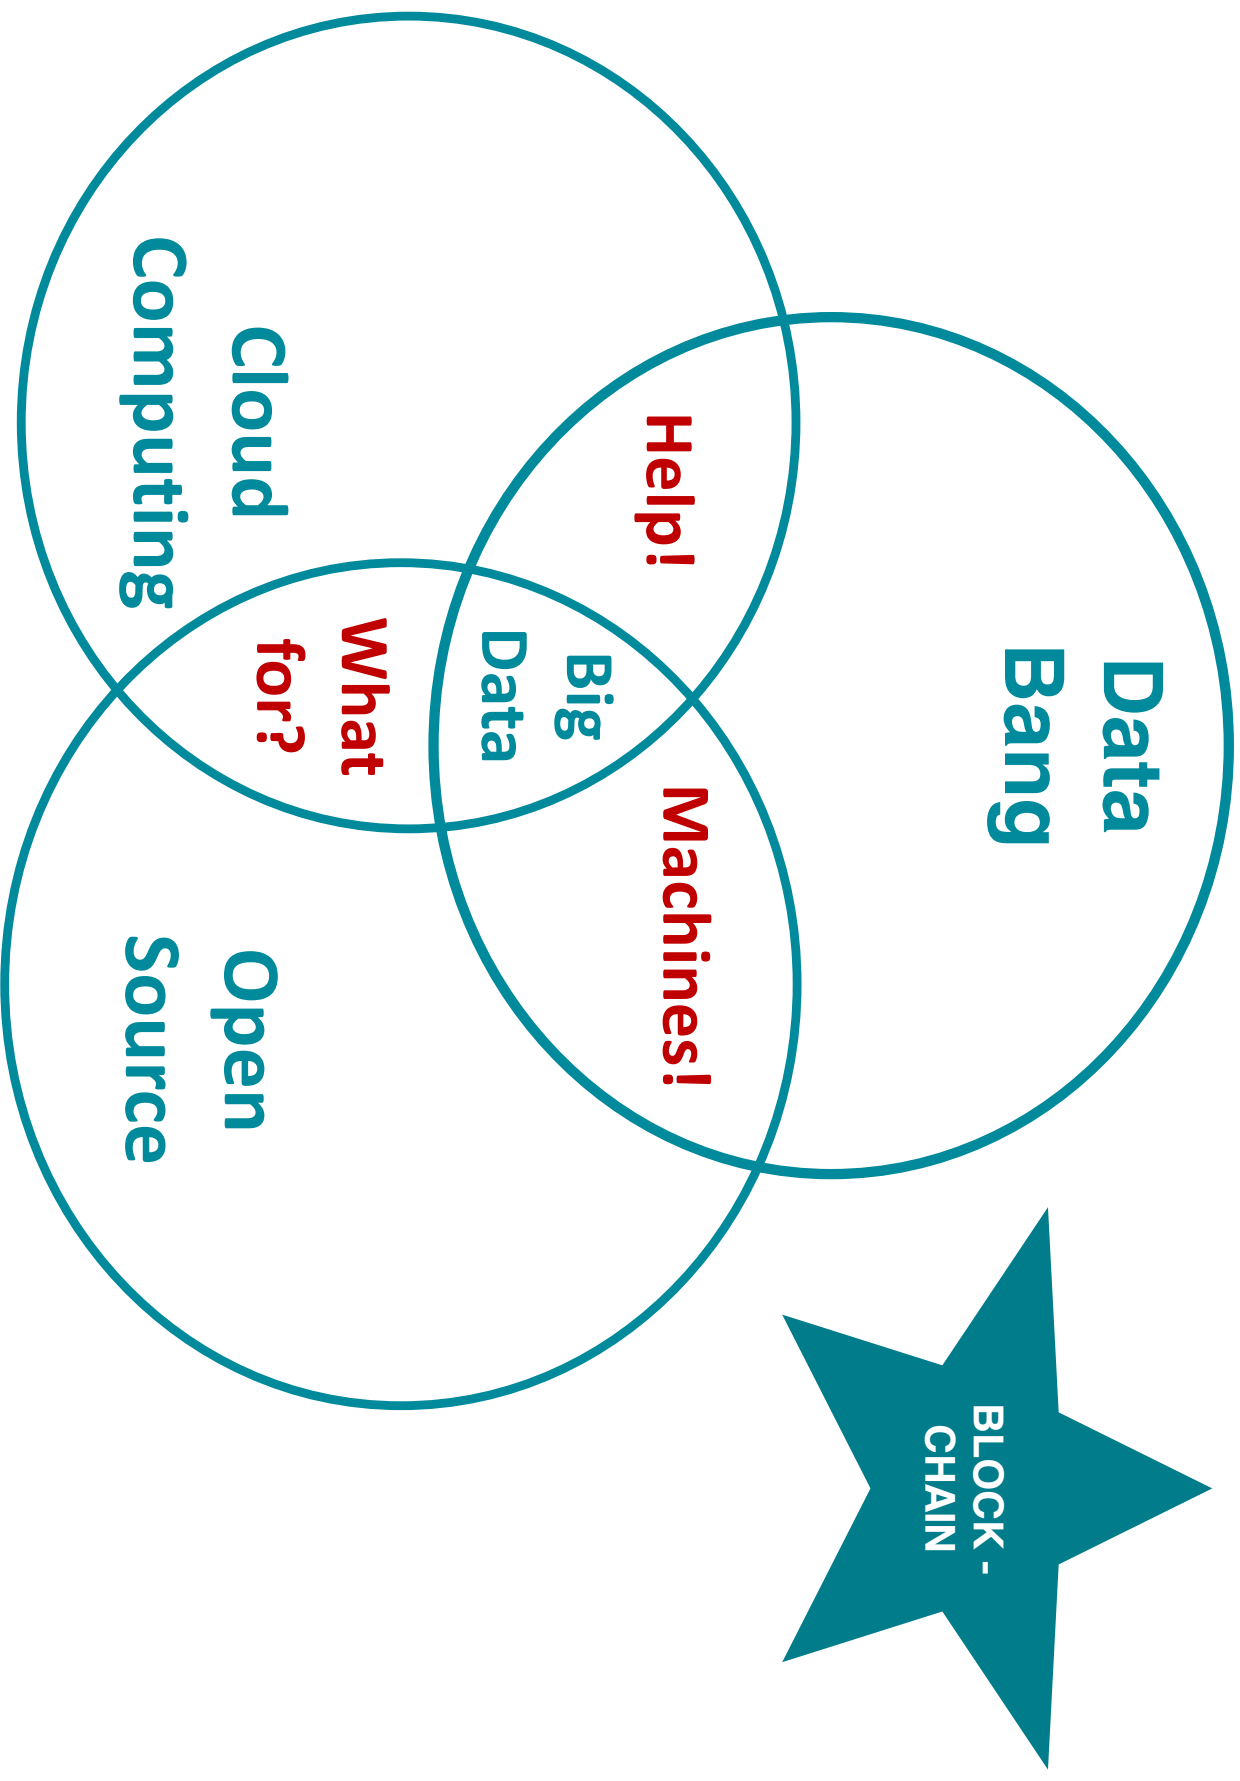 Data
Bang
Help!
Machines!
Big
Data
What
for?
Cloud
Computing
Open
Source
BLOCK -
CHAIN